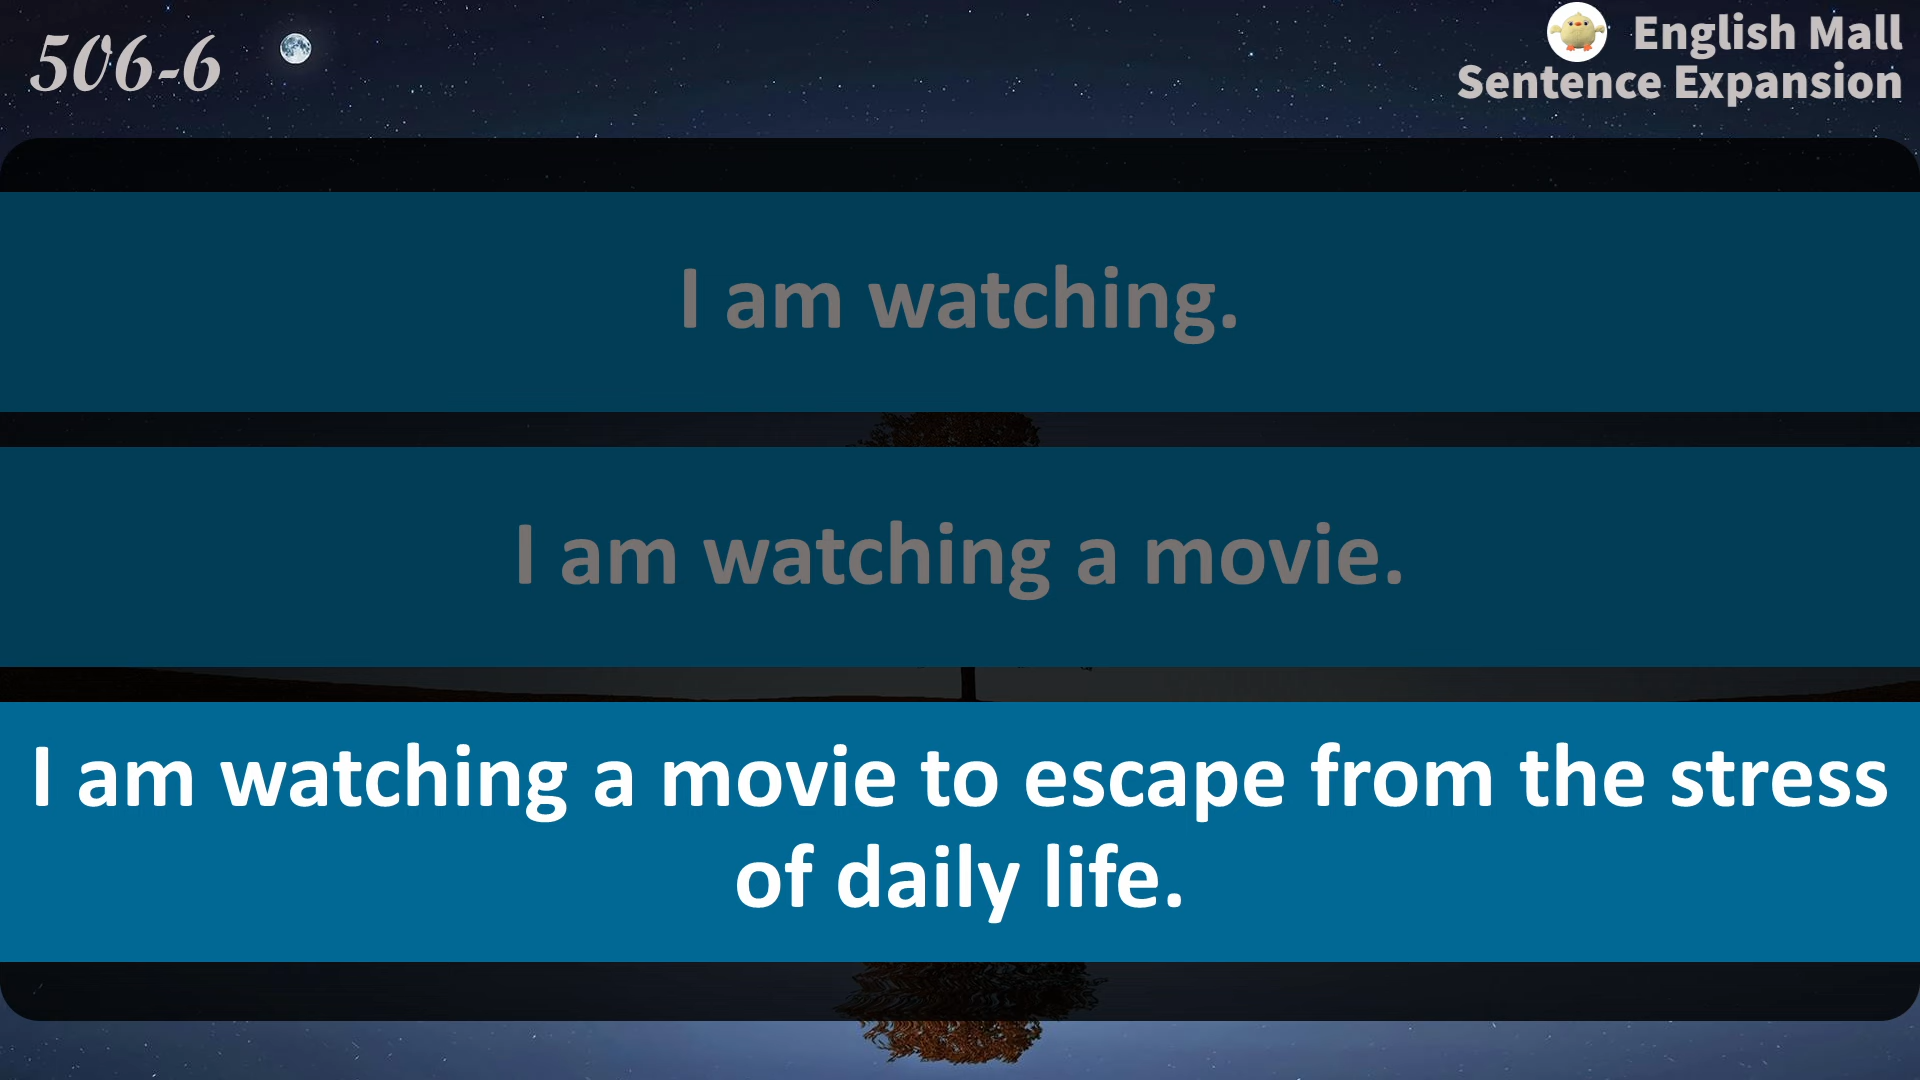 506-6
English Mall
Sentence Expansion
I am watching.
I am watching a movie.
I am watching a movie to escape from the stress
of daily life.